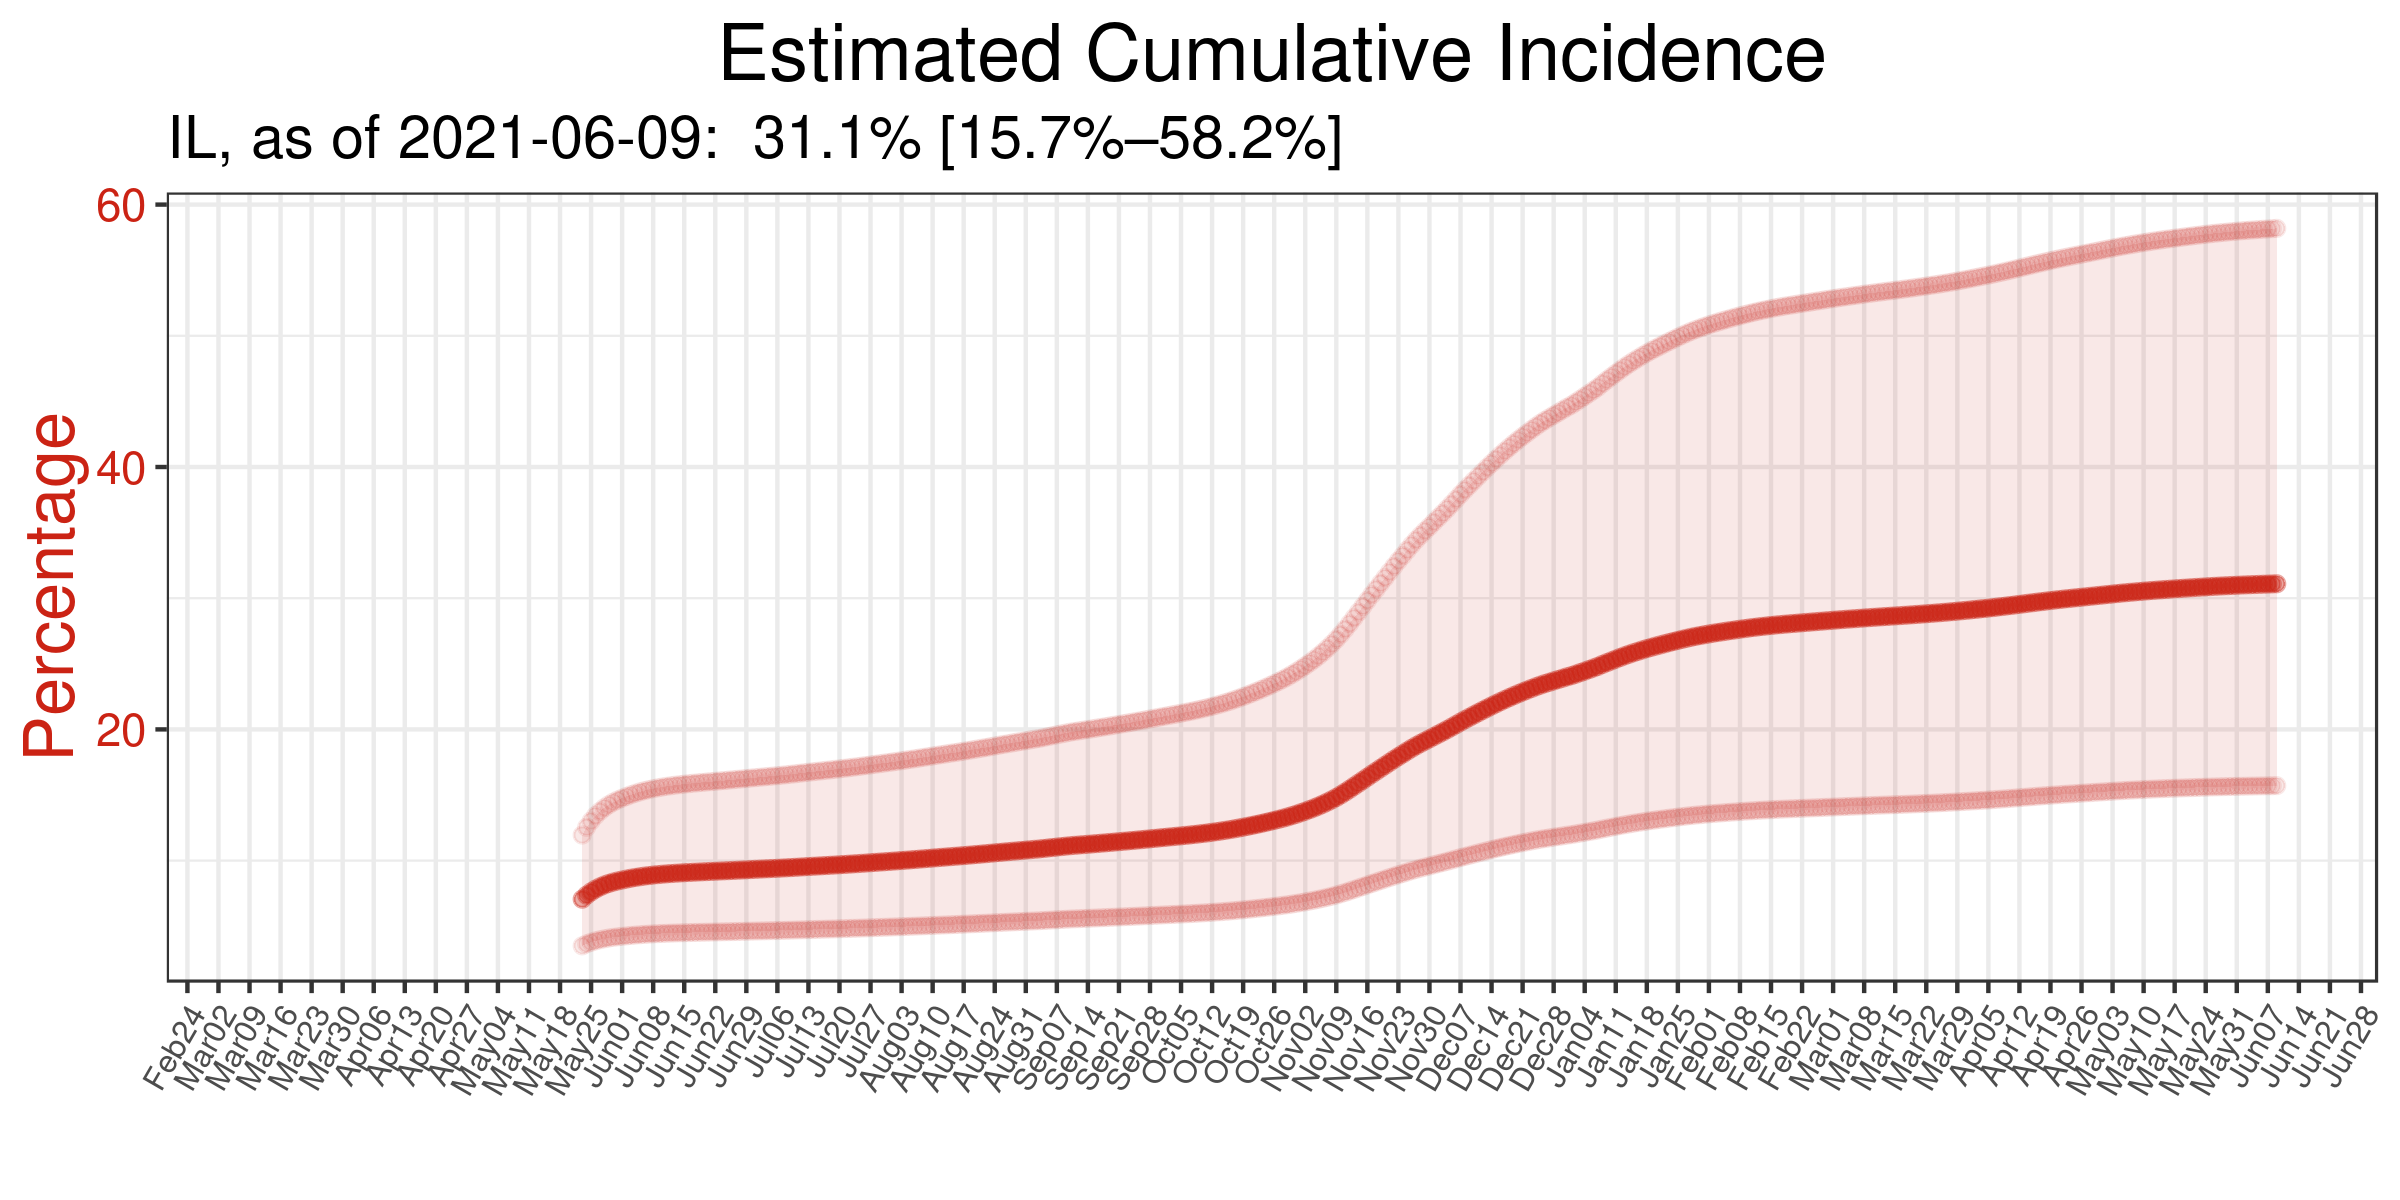 Estimated Cumulative Incidence
IL, as of 2021-06-09:  31.1% [15.7%–58.2%]
Percentage
60
40
20
Feb24
Mar02
Mar09
Mar16
Mar23
Mar30
Apr06
Apr13
Apr20
Apr27
May04
May11
May18
May25
Jun01
Jun08
Jun15
Jun22
Jun29
Jul06
Jul13
Jul20
Jul27
Aug03
Aug10
Aug17
Aug24
Aug31
Sep07
Sep14
Sep21
Sep28
Oct05
Oct12
Oct19
Oct26
Nov02
Nov09
Nov16
Nov23
Nov30
Dec07
Dec14
Dec21
Dec28
Jan04
Jan11
Jan18
Jan25
Feb01
Feb08
Feb15
Feb22
Mar01
Mar08
Mar15
Mar22
Mar29
Apr05
Apr12
Apr19
Apr26
May03
May10
May17
May24
May31
Jun07
Jun14
Jun21
Jun28